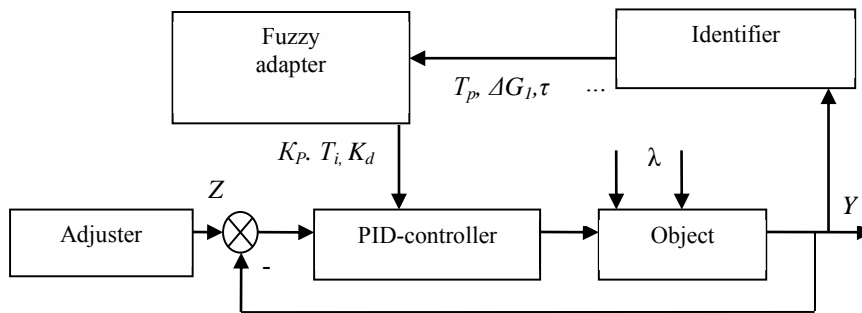 Fuzzy
adapter
Identifier
T_p, ΔG_1,τ ...
K_P. T_i, K_d
λ
Z
Y
Adjuster
PID-controller
Object
-